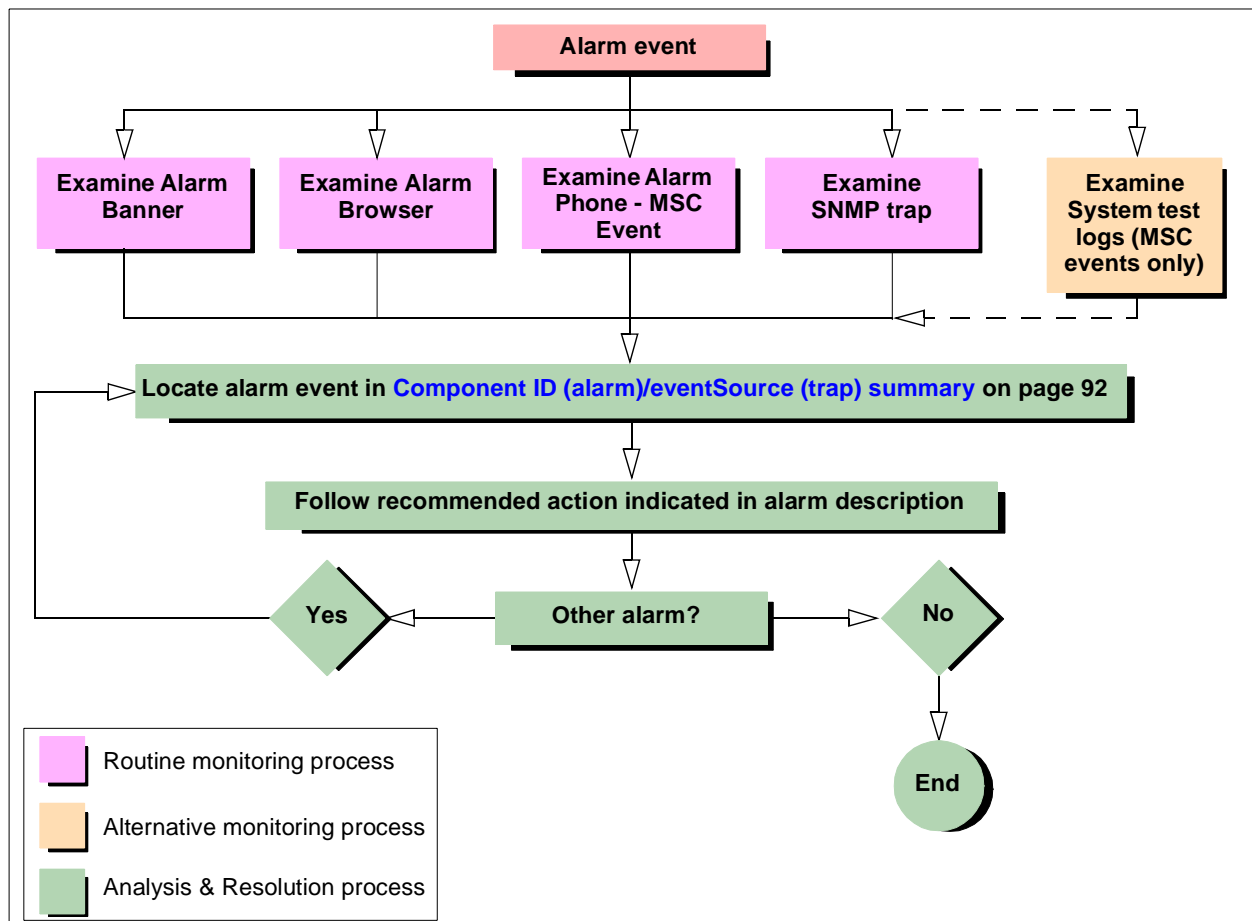 Alarm event
Examine Alarm
Banner
Examine Alarm
Browser
Examine Alarm
Phone - MSC
Event
Examine
SNMP trap
Examine
System test
logs (MSC
events only)
Locate alarm event in Component ID (alarm)/eventSource (trap) summary on page 92
Follow recommended action indicated in alarm description
Yes
Other alarm?
No
End
Routine monitoring process
Alternative monitoring process
Analysis & Resolution process